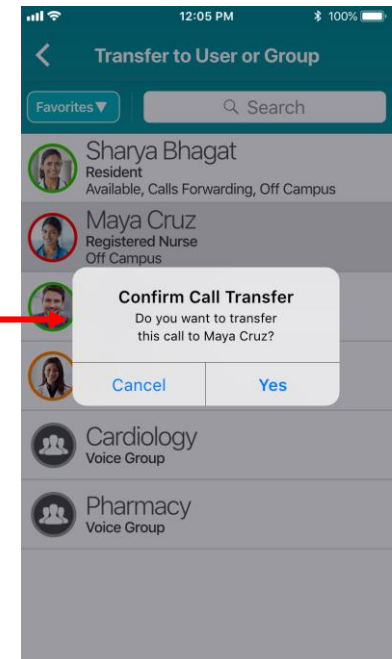 12:05 PM 100%
Transfer to User or Group
Favorites▼ Search
Sharya Bhagat
Resident
Available, Calls Forwarding, Off Campus
Maya Cruz
Registered Nurse
Off Campus
Confirm Call Transfer
Do you want to transfer
this call to Maya Cruz?
Cancel Yes
Cardiology
Voice Group
Pharmacy
Voice Group